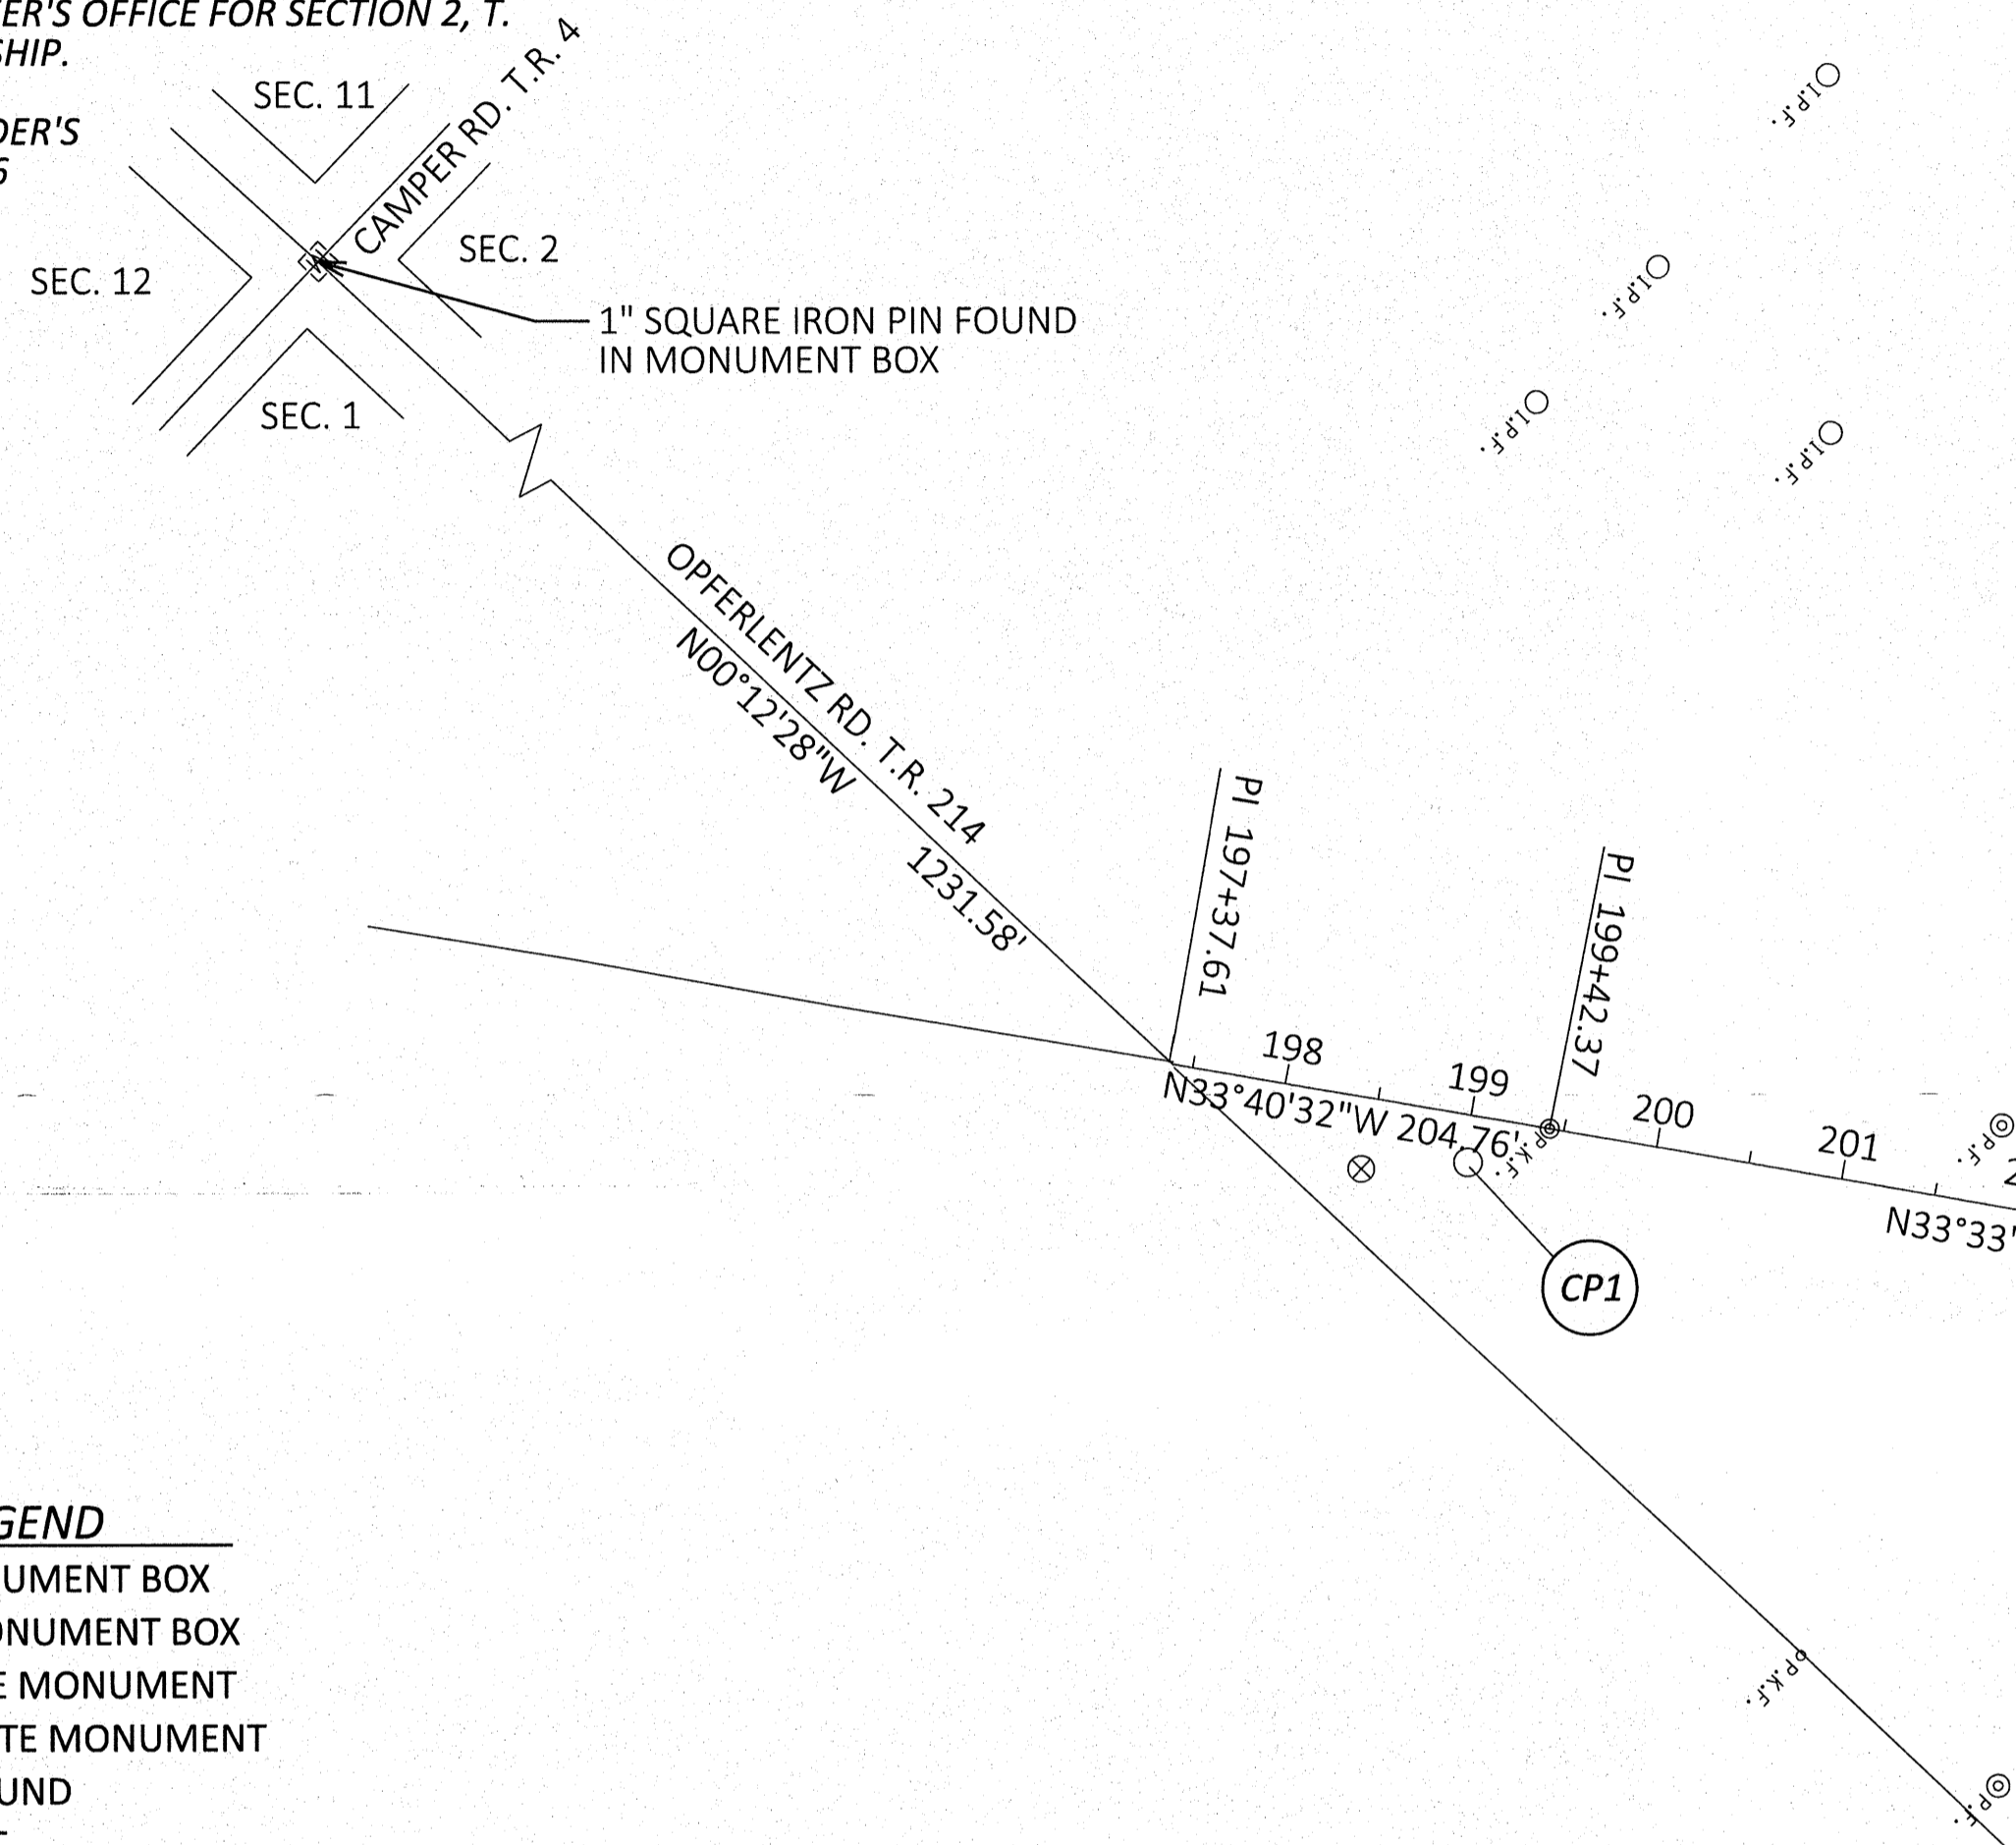 ER'S OFFICE FOR SECTION 2, T.
SHIP.
DER'S
6
SEC. 11
CAMPER RD. T.R. 4
SEC. 2
SEC. 12
SEC. 1
1" SQUARE IRON PIN FOUND
IN MONUMENT BOX
I.P.F.
I.P.F.
I.P.F.
I.P.F.
OPFERLENTZ RD. T.R. 214
N00°12'28"W
1231.58'
PI 197+37.61
PI 199+42.37
198
199
200
201
2
N33°40'32"W 204.76'
P.K.F.
P.F.
N33°33'
CP1
P.K.F.
P.F.
GEND
UMENT BOX
ONUMENT BOX
E MONUMENT
TE MONUMENT
UND